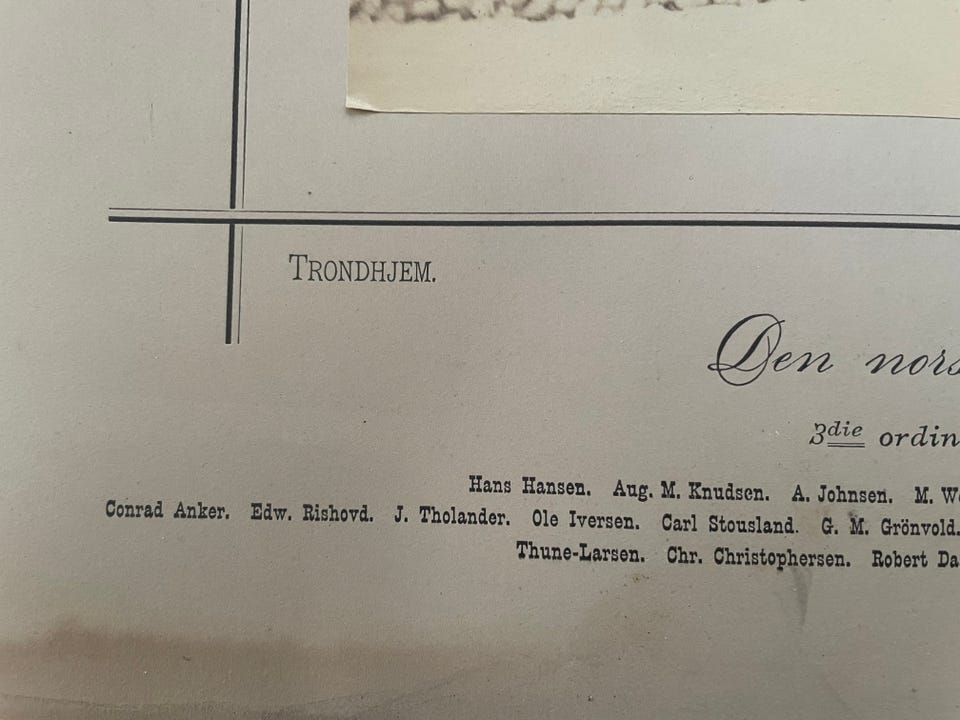 TRONDHJEM.
Den
3die
Hans Hansen. Aug. M. Knudsen. A. Johnsen. M.
Conrad Anker. Edw. Rishovd. J. Tholander. Ole Iversen. Carl Stousland. G. M. Grönvold.
Thune-Larsen. Chr. Christophersen. Robert